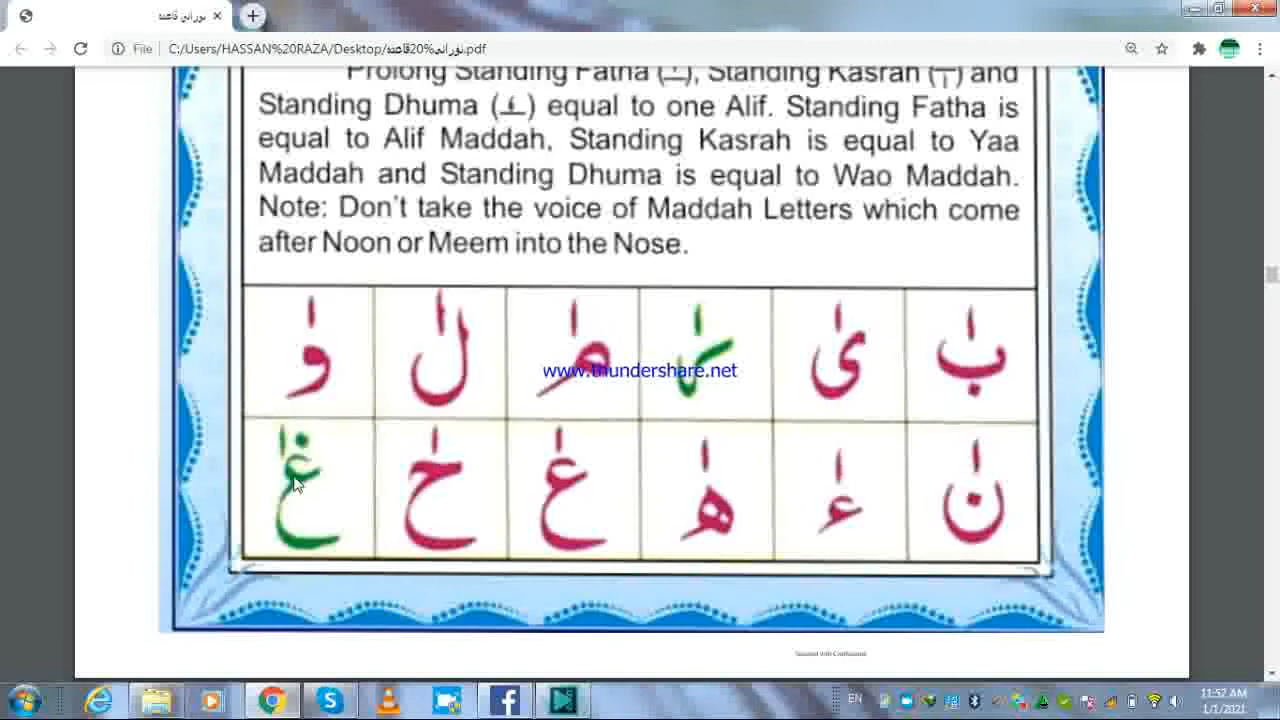 نورانی قاعدہ
File
C:/Users/HASSAN%20RAZA/Desktop/نورانی%20قاعدہ.pdf
Prolong Standing Fatha (ـٰ), Standing Kasrah (ـٖ) and
Standing Dhuma (ـٗ) equal to one Alif. Standing Fatha is
equal to Alif Maddah, Standing Kasrah is equal to Yaa
Maddah and Standing Dhuma is equal to Wao Maddah.
Note: Don't take the voice of Maddah Letters which come
after Noon or Meem into the Nose.
بٰ یٰ رٰ مٰ لٰ وٰ
www.thundershare.net
نٰ ءٰ هٰ عٰ حٰ غٰ
Scanned with CamScanner
EN
11:52 AM
1/1/2021